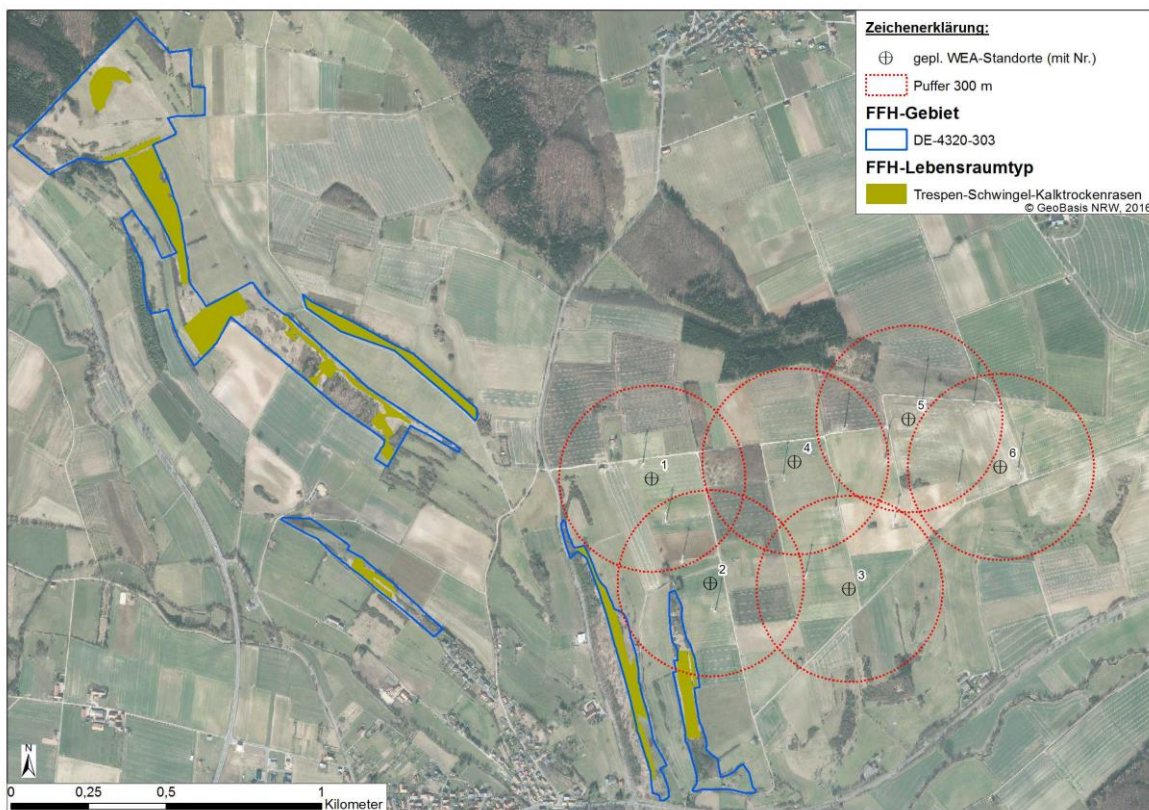 Zeichenerklärung:
gepl. WEA-Standorte (mit Nr.)
Puffer 300 m
FFH-Gebiet
DE-4320-303
FFH-Lebensraumtyp
Trespen-Schwingel-Kalktrockenrasen
© GeoBasis NRW, 2016
5
4
6
1
2
3
N
0 0,25 0,5 1
Kilometer